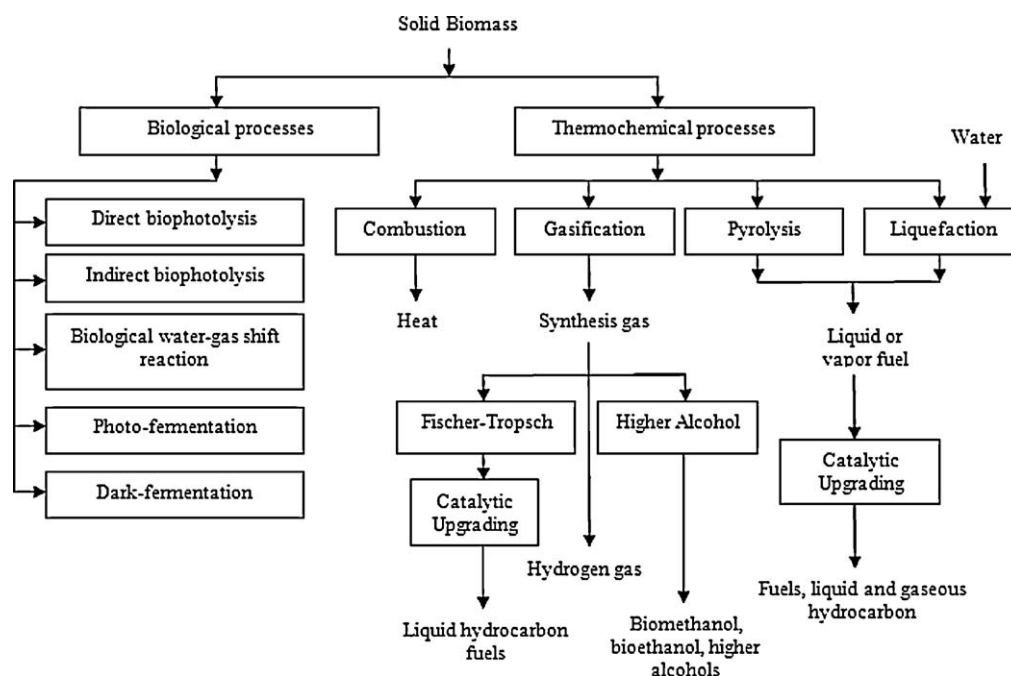 Solid Biomass
Biological processes
Thermochemical processes
Water
Direct biophotolysis
Indirect biophotolysis
Biological water-gas shift
reaction
Photo-fermentation
Dark-fermentation
Combustion
Gasification
Pyrolysis
Liquefaction
Heat
Synthesis gas
Liquid or
vapor fuel
Fischer-Tropsch
Higher Alcohol
Catalytic
Upgrading
Catalytic
Upgrading
Hydrogen gas
Liquid hydrocarbon
fuels
Biomethanol,
bioethanol, higher
alcohols
Fuels, liquid and gaseous
hydrocarbon